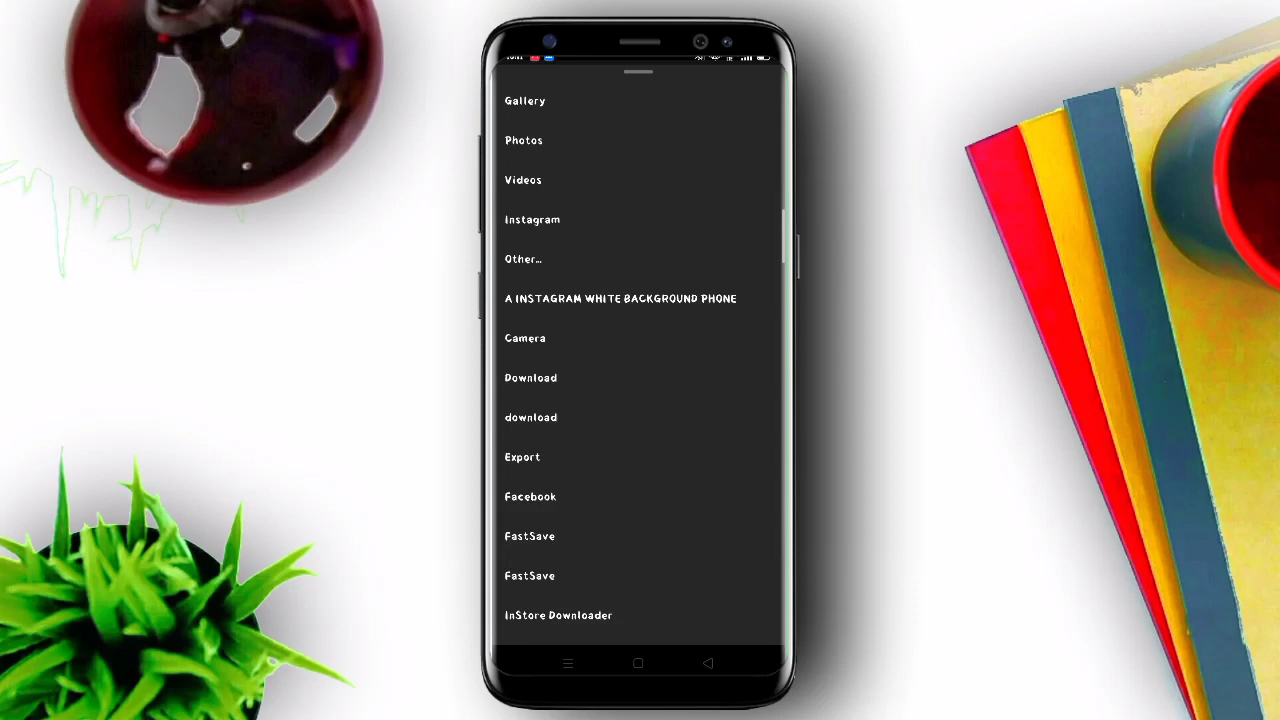 Gallery
Photos
Videos
Instagram
Other...
A INSTAGRAM WHITE BACKGROUND PHONE
Camera
Download
download
Export
Facebook
FastSave
FastSave
InStore Downloader